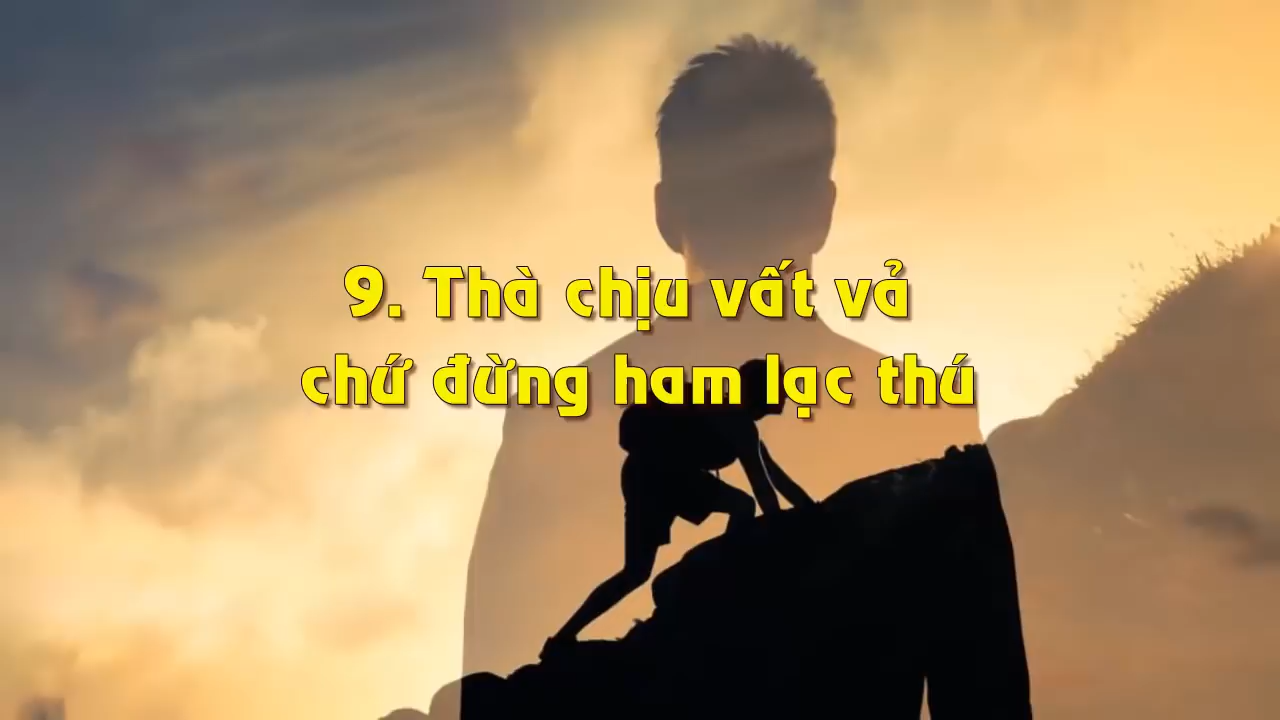 9. Thà chịu vất vả
chứ đừng ham lạc thú